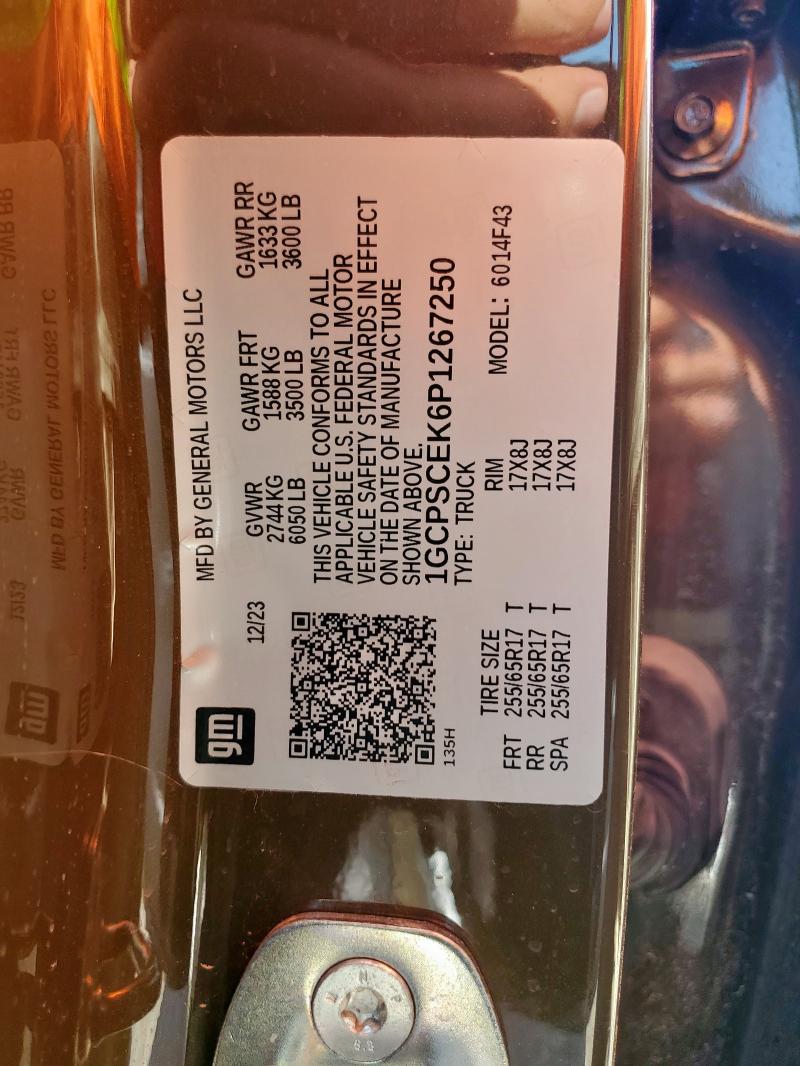 gm
12/23
MFD BY GENERAL MOTORS LLC
GVWR GAWR FRT GAWR RR
2744 KG 1588 KG 1633 KG
6050 LB 3500 LB 3600 LB
THIS VEHICLE CONFORMS TO ALL
APPLICABLE U.S. FEDERAL MOTOR
VEHICLE SAFETY STANDARDS IN EFFECT
ON THE DATE OF MANUFACTURE
SHOWN ABOVE.
1GCPSCEK6P1267250
TYPE: TRUCK
135H
MODEL: 6014F43
TIRE SIZE RIM
FRT 255/65R17 T 17X8J
RR 255/65R17 T 17X8J
SPA 255/65R17 T 17X8J
8.8